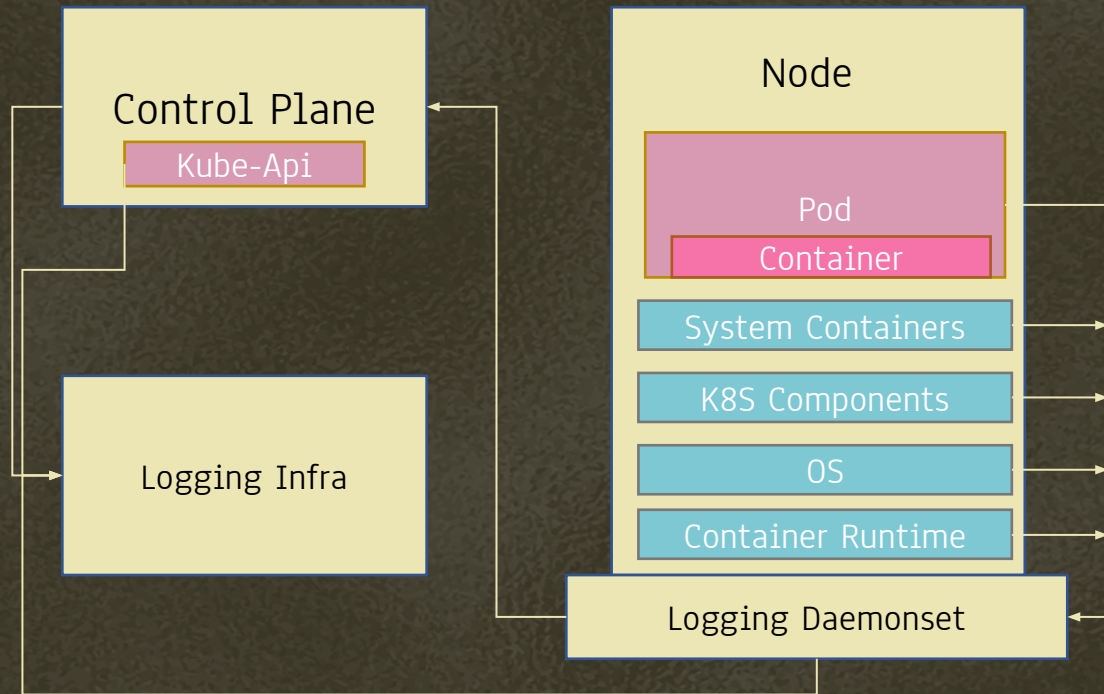 Control Plane
Kube-Api
Logging Infra
Node
Pod
Container
System Containers
K8S Components
OS
Container Runtime
Logging Daemonset